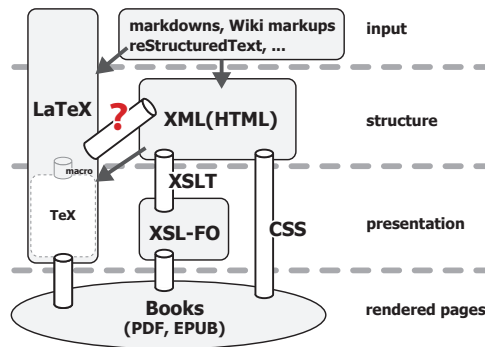 markdowns, Wiki markups
reStructuredText, ...
input
LaTeX
?
XML(HTML)
structure
macro
XSLT
TeX
XSL-FO
CSS
presentation
Books
(PDF, EPUB)
rendered pages